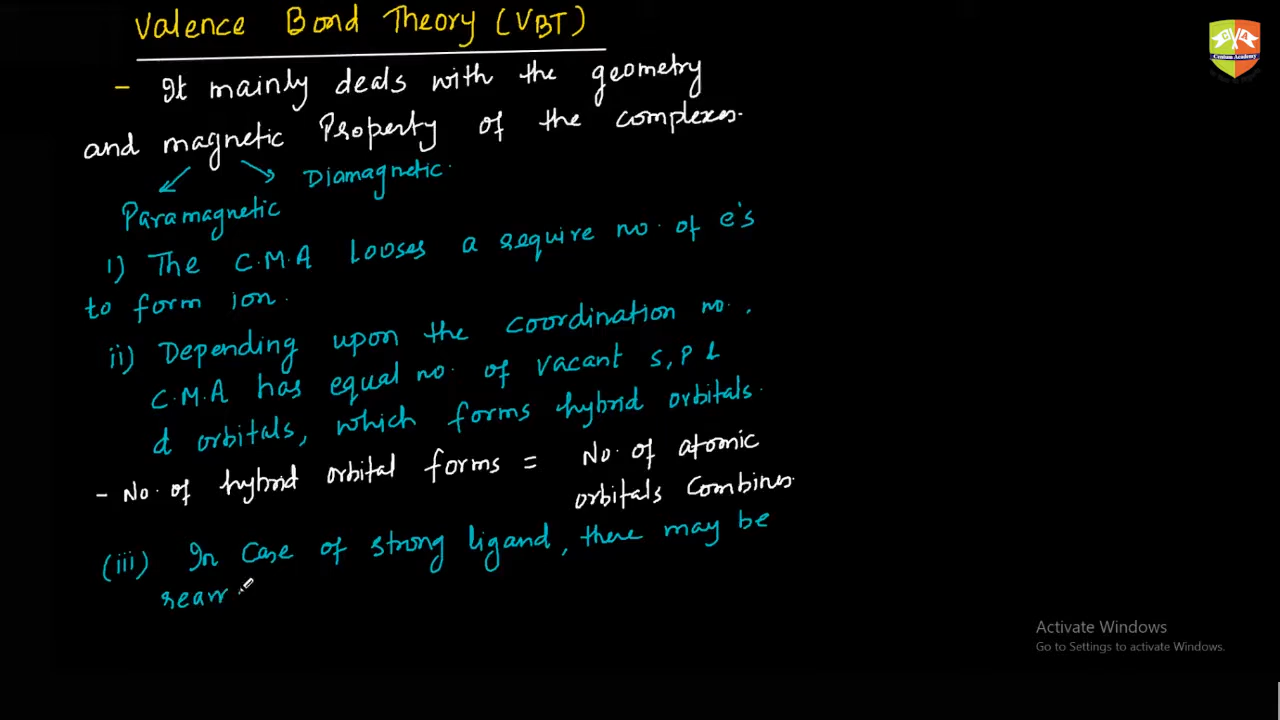 Valence Bond Theory (VBT)
- It mainly deals with the geometry
and magnetic Property of the complexes.
Diamagnetic.
Paramagnetic
i) The C.M.A Looses a require no. of e's
to form ion.
ii) Depending upon the coordination no.
C.M.A has equal no. of vacant s, p &
d orbitals, which forms hybrid orbitals.
- No. of hybrid orbital forms = No. of atomic
orbitals Combines.
(iii) In Case of strong ligand, there may be
rearr
Centum Academy
Activate Windows
Go to Settings to activate Windows.